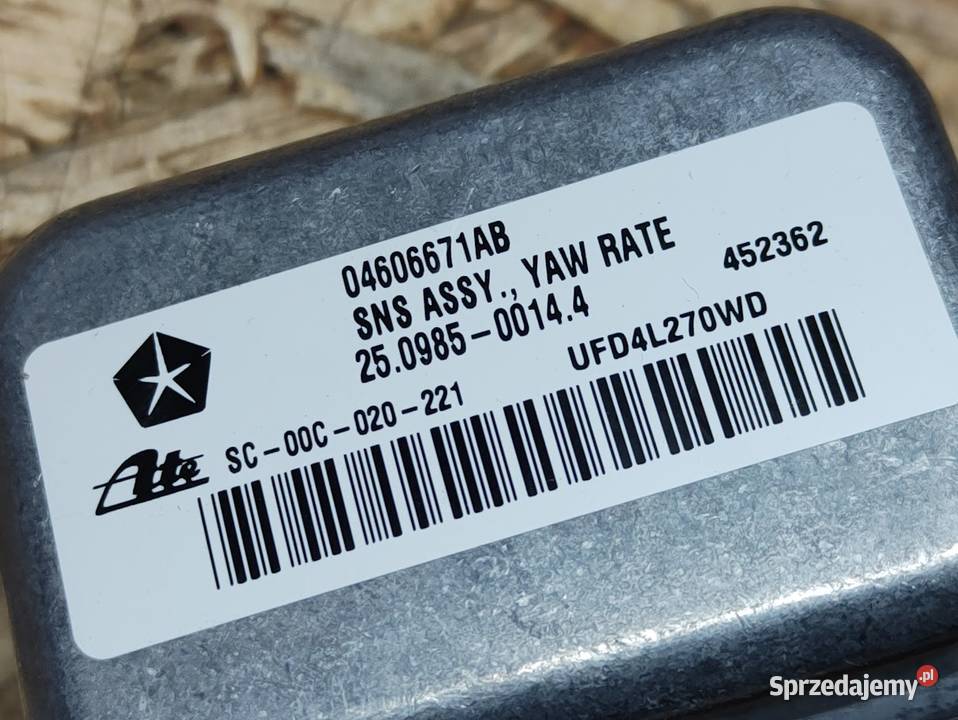 04606671AB
SNS ASSY., YAW RATE
25.0985-0014.4
452362
UFD4L270WD
Ate
SC-00C-020-221
Sprzedajemy.pl